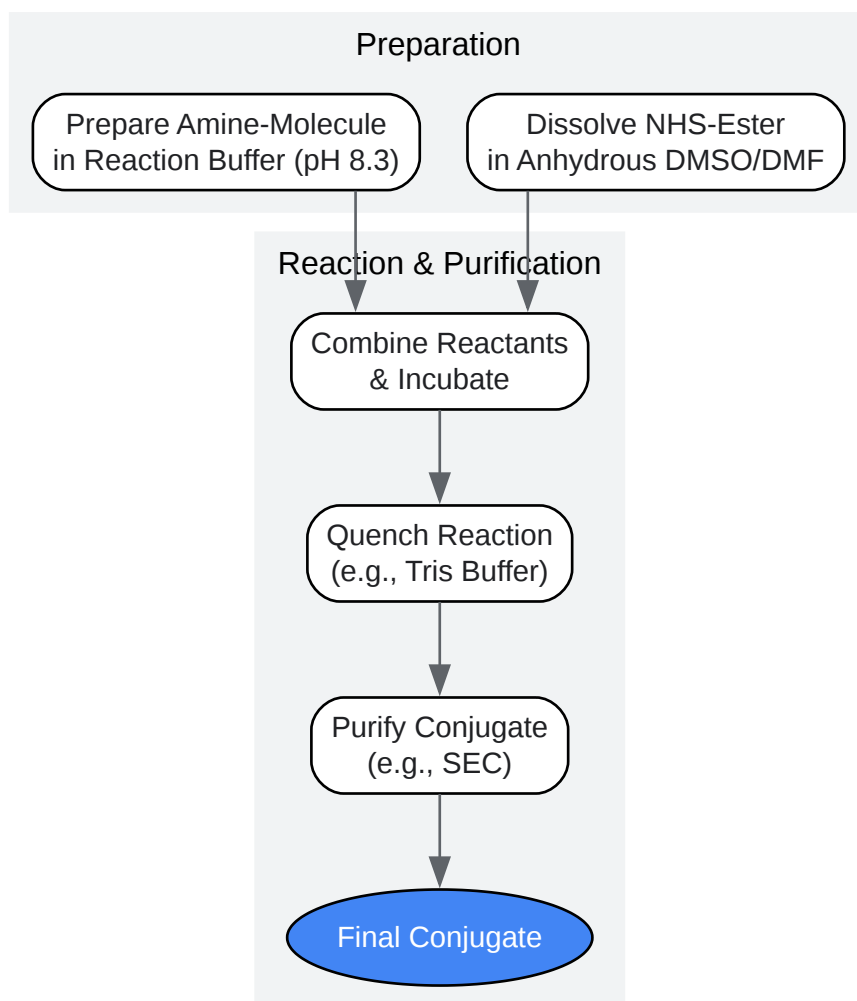 Preparation
Prepare Amine-Molecule
in Reaction Buffer (pH 8.3)
Dissolve NHS-Ester
in Anhydrous DMSO/DMF
Reaction & Purification
Combine Reactants
& Incubate
Quench Reaction
(e.g., Tris Buffer)
Purify Conjugate
(e.g., SEC)
Final Conjugate